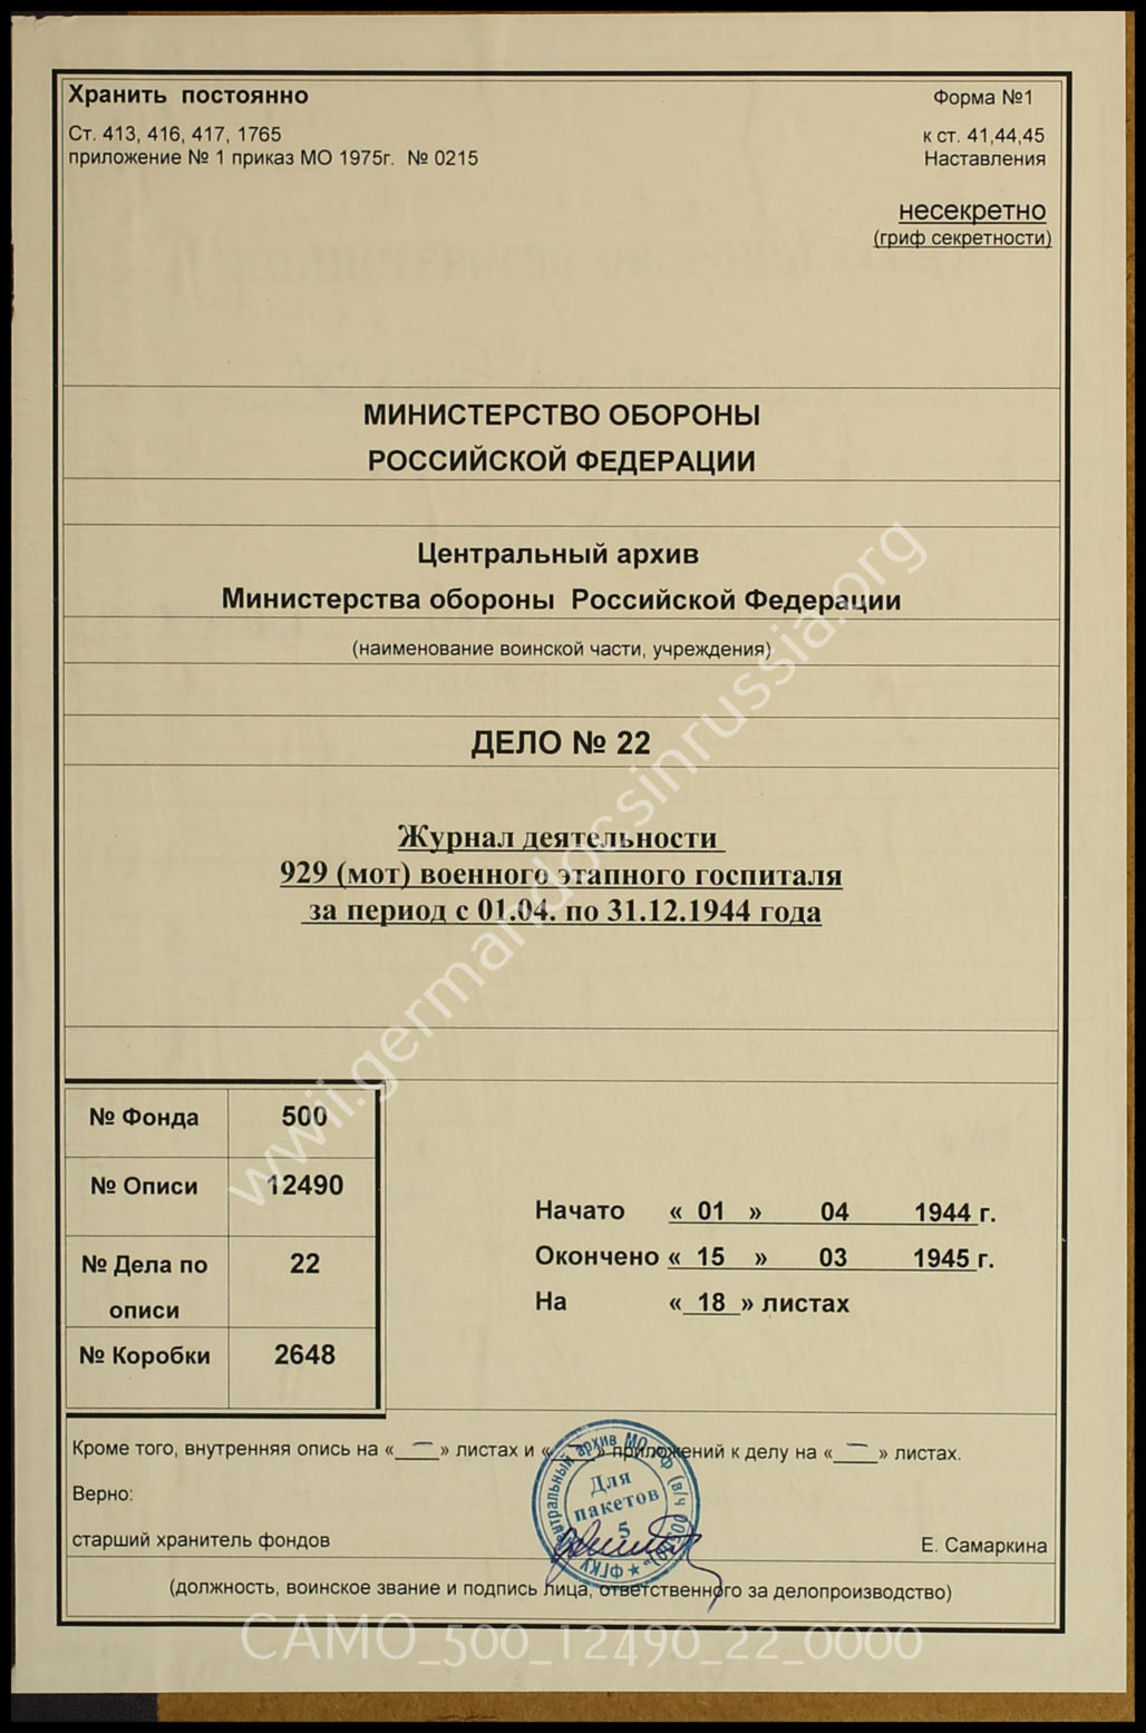 Хранить постоянно
Форма №1
Ст. 413, 416, 417, 1765
к ст. 41,44,45
приложение № 1 приказ МО 1975г. № 0215
Наставления
несекретно
(гриф секретности)
МИНИСТЕРСТВО ОБОРОНЫ
РОССИЙСКОЙ ФЕДЕРАЦИИ
Центральный архив
Министерства обороны Российской Федерации
(наименование воинской части, учреждения)
ДЕЛО № 22
Журнал деятельности
929 (мот) военного этапного госпиталя
за период с 01.04. по 31.12.1944 года
№ Фонда 500
№ Описи 12490
№ Дела по описи 22
№ Коробки 2648
Начато « 01 » 04 1944 г.
Окончено « 15 » 03 1945 г.
На « 18 » листах
Кроме того, внутренняя опись на « — » листах и « — » приложений к делу на « — » листах.
Верно:
старший хранитель фондов
Е. Самаркина
(должность, воинское звание и подпись лица, ответственного за делопроизводство)
Для
пакетов
5
www.germandocsinrussia.org
САМО_500_12490_22_0000